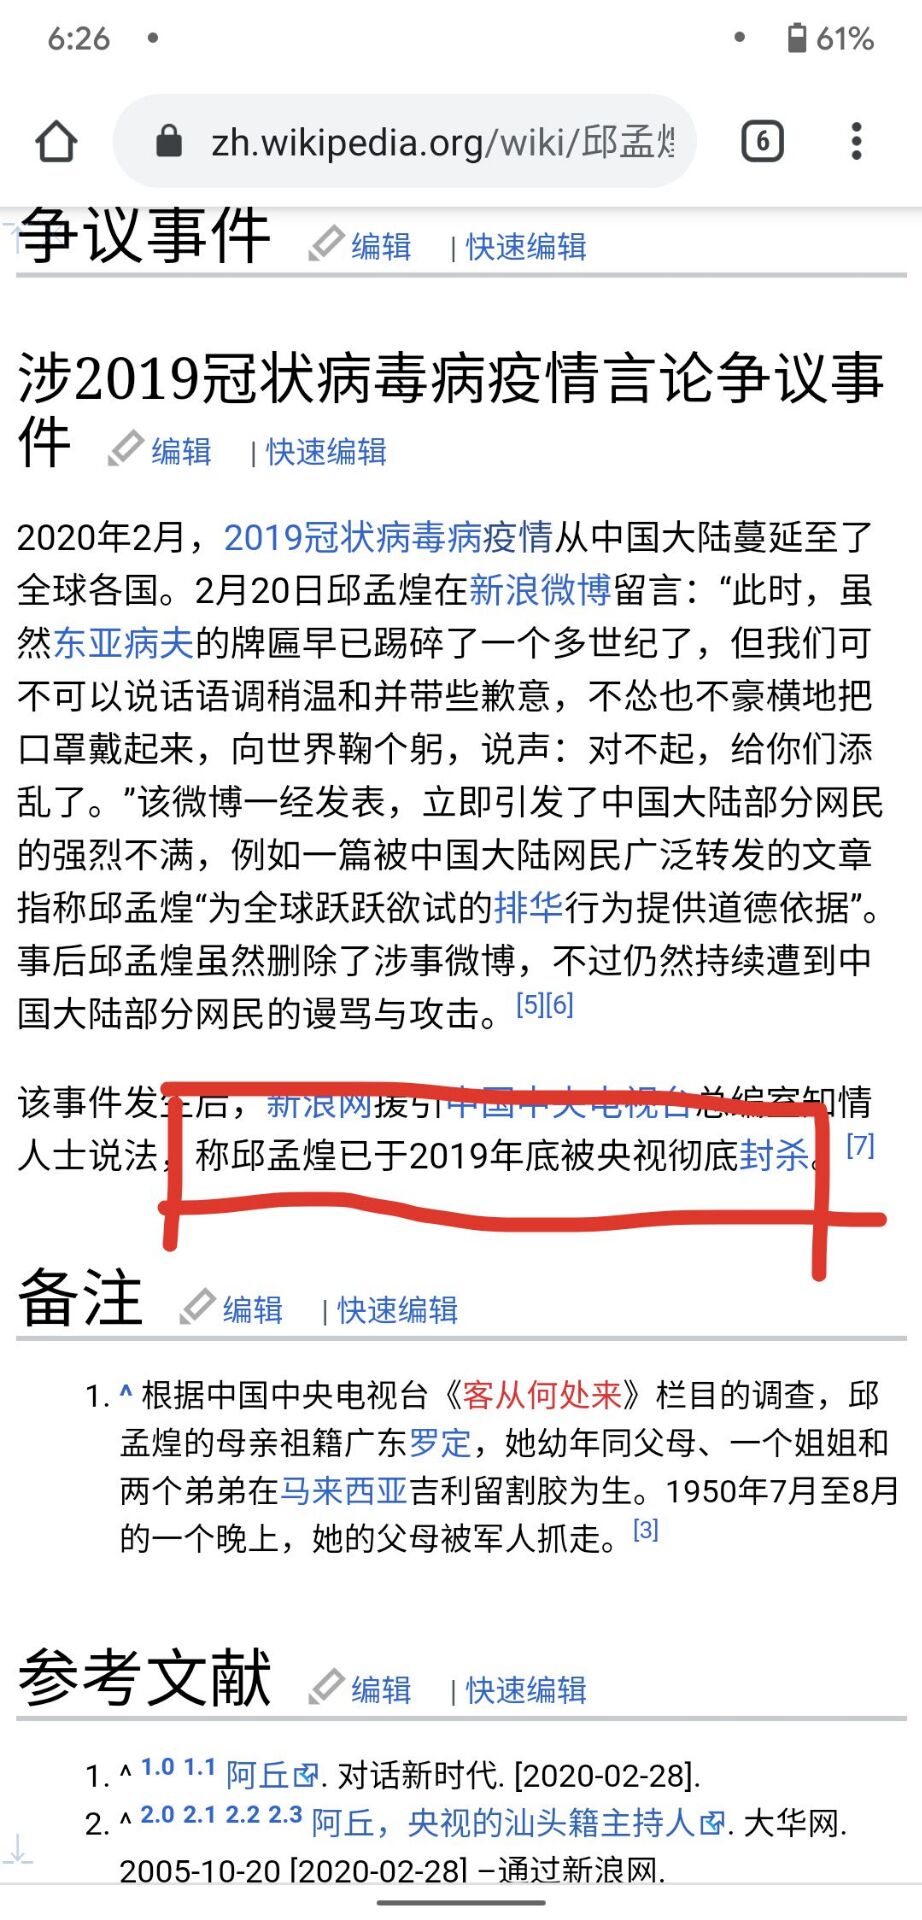 6:26
61%
zh.wikipedia.org/wiki/邱孟煌
6
争议事件 编辑 | 快速编辑
涉2019冠状病毒病疫情言论争议事
件 编辑 | 快速编辑
2020年2月，2019冠状病毒病疫情从中国大陆蔓延至了
全球各国。2月20日邱孟煌在新浪微博留言：“此时，虽
然东亚病夫的牌匾早已踢碎了一个多世纪了，但我们可
不可以说话语调稍温和并带些歉意，不怂也不豪横地把
口罩戴起来，向世界鞠个躬，说声：对不起，给你们添
乱了。”该微博一经发表，立即引发了中国大陆部分网民
的强烈不满，例如一篇被中国大陆网民广泛转发的文章
指称邱孟煌“为全球跃跃欲试的排华行为提供道德依据”。
事后邱孟煌虽然删除了涉事微博，不过仍然持续遭到中
国大陆部分网民的谩骂与攻击。[5][6]
该事件发生后，新浪网援引中国中央电视台总编室知情
人士说法，称邱孟煌已于2019年底被央视彻底封杀。[7]
备注 编辑 | 快速编辑
1. ^ 根据中国中央电视台《客从何处来》栏目的调查，邱
孟煌的母亲祖籍广东罗定，她幼年同父母、一个姐姐和
两个弟弟在马来西亚吉利留割胶为生。1950年7月至8月
的一个晚上，她的父母被军人抓走。[3]
参考文献 编辑 | 快速编辑
1. ^ 1.0 1.1 阿丘. 对话新时代. [2020-02-28].
2. ^ 2.0 2.1 2.2 2.3 阿丘，央视的汕头籍主持人. 大华网.
2005-10-20 [2020-02-28] –通过新浪网.